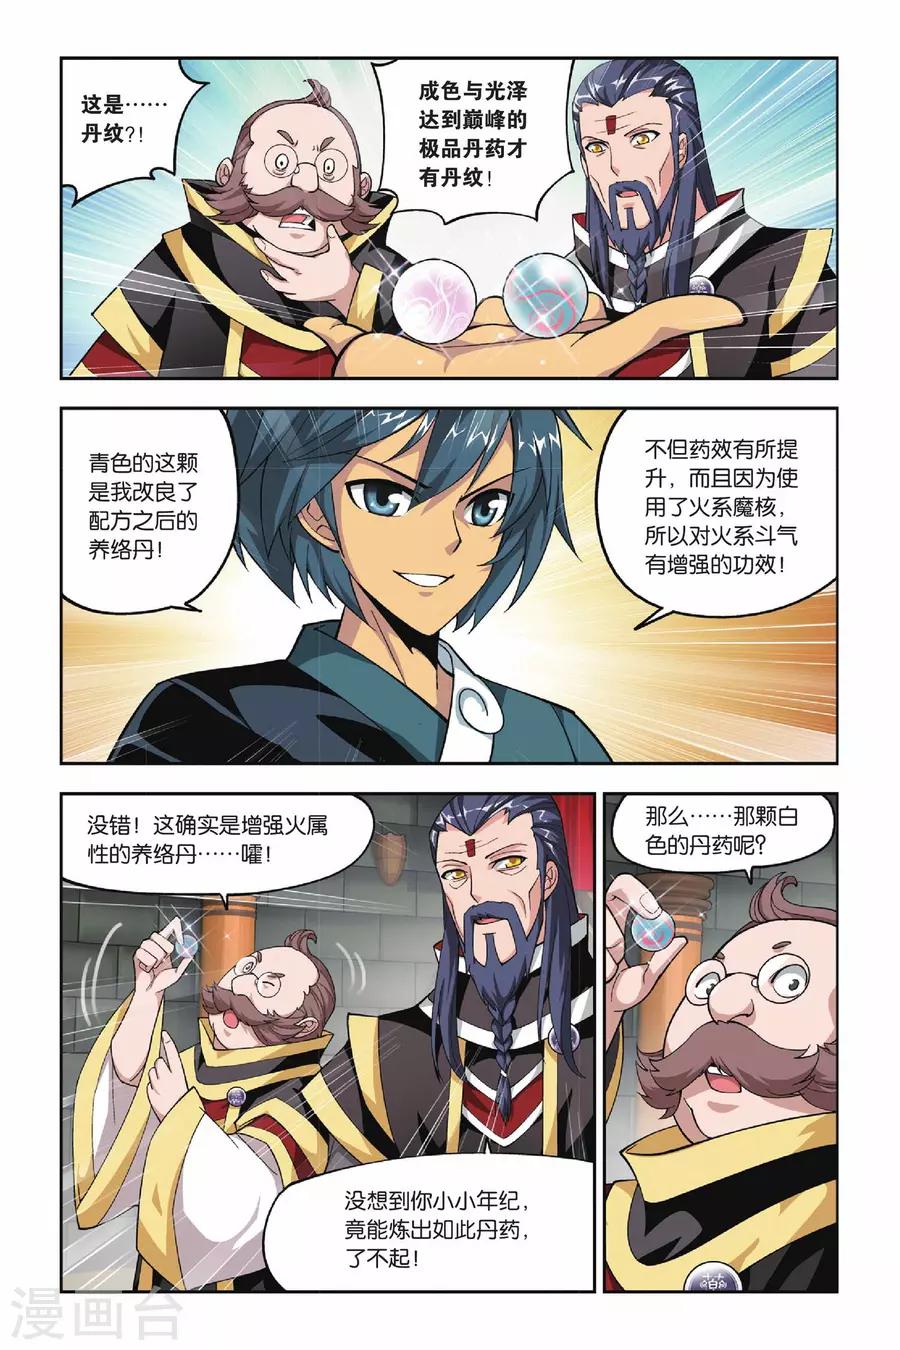 这是……
丹纹?!
成色与光泽
达到巅峰的
极品丹药才
有丹纹!
青色的这颗
是我改良了
配方之后的
养络丹!
不但药效有所提
升,而且因为使
用了火系魔核,
所以对火系斗气
有增强的功效!
没错!这确实是增强火属
性的养络丹……嚯!
没想到你小小年纪,
竟能炼出如此丹药,
了不起!
那么……那颗白
色的丹药呢?
漫画台